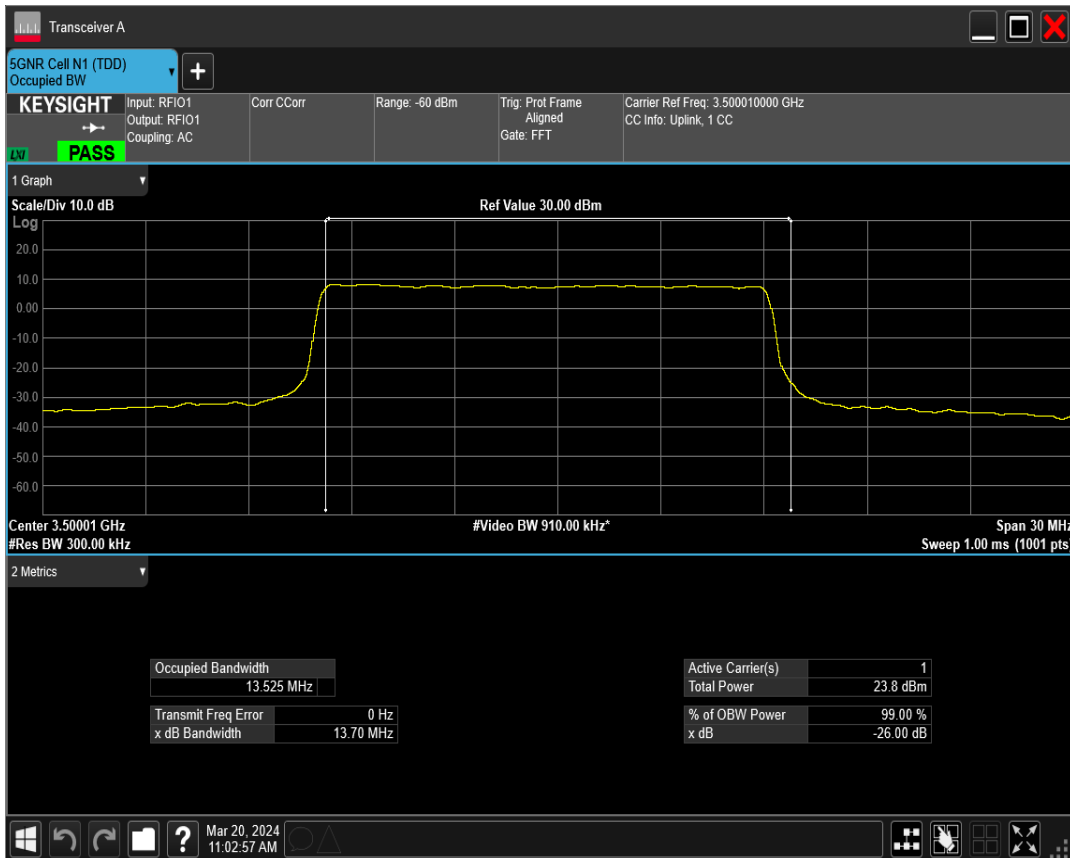 Transceiver A
5GNR Cell N1 (TDD)
Occupied BW
+
KEYSIGHT
LXI
PASS
Input: RFIO1
Output: RFIO1
Coupling: AC
Corr CCorr
Range: -60 dBm
Trig: Prot Frame
Aligned
Gate: FFT
Carrier Ref Freq: 3.500010000 GHz
CC Info: Uplink, 1 CC
1 Graph
Scale/Div 10.0 dB
Ref Value 30.00 dBm
Log
20.0
10.0
0.00
-10.0
-20.0
-30.0
-40.0
-50.0
-60.0
Center 3.50001 GHz
#Video BW 910.00 kHz*
Span 30 MHz
#Res BW 300.00 kHz
Sweep 1.00 ms (1001 pts)
2 Metrics
Occupied Bandwidth
13.525 MHz
Transmit Freq Error 0 Hz
x dB Bandwidth 13.70 MHz
Active Carrier(s) 1
Total Power 23.8 dBm
% of OBW Power 99.00 %
x dB -26.00 dB
?
Mar 20, 2024
11:02:57 AM